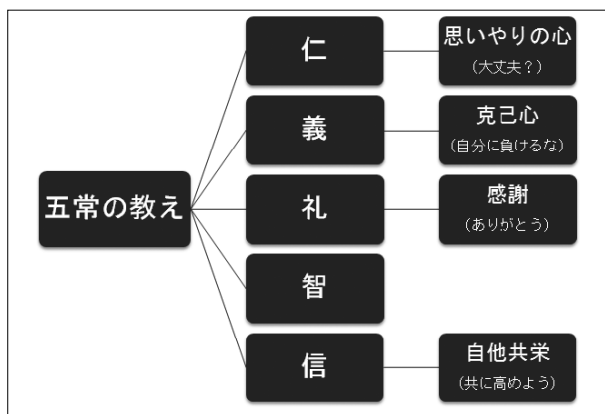 五常の教え
仁
思いやりの心
(大丈夫？)
義
克己心
(自分に負けるな)
礼
感謝
(ありがとう)
智
信
自他共栄
(共に高めよう)